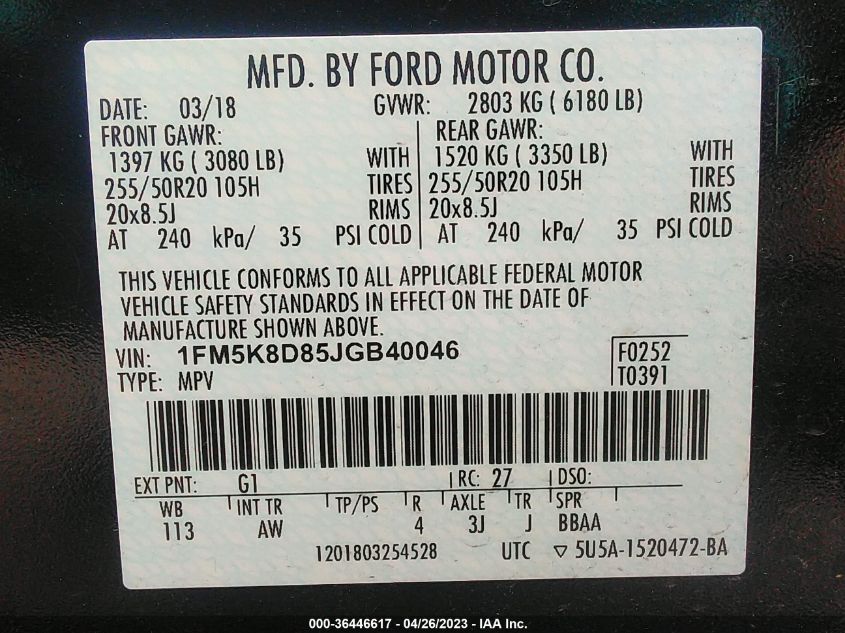 MFD. BY FORD MOTOR CO.
DATE: 03/18 GVWR: 2803 KG ( 6180 LB)
FRONT GAWR: REAR GAWR:
1397 KG ( 3080 LB) WITH 1520 KG ( 3350 LB) WITH
255/50R20 105H TIRES 255/50R20 105H TIRES
20x8.5J RIMS 20x8.5J RIMS
AT 240 kPa/ 35 PSI COLD AT 240 kPa/ 35 PSI COLD
THIS VEHICLE CONFORMS TO ALL APPLICABLE FEDERAL MOTOR
VEHICLE SAFETY STANDARDS IN EFFECT ON THE DATE OF
MANUFACTURE SHOWN ABOVE.
VIN: 1FM5K8D85JGB40046 F0252
TYPE: MPV T0391
EXT PNT: G1 RC: 27 DSO:
WB INT TR TP/PS R AXLE TR SPR
113 AW 4 3J J BBAA
1201803254528 UTC ▽ 5U5A-1520472-BA
000-36446617 - 04/26/2023 - IAA Inc.